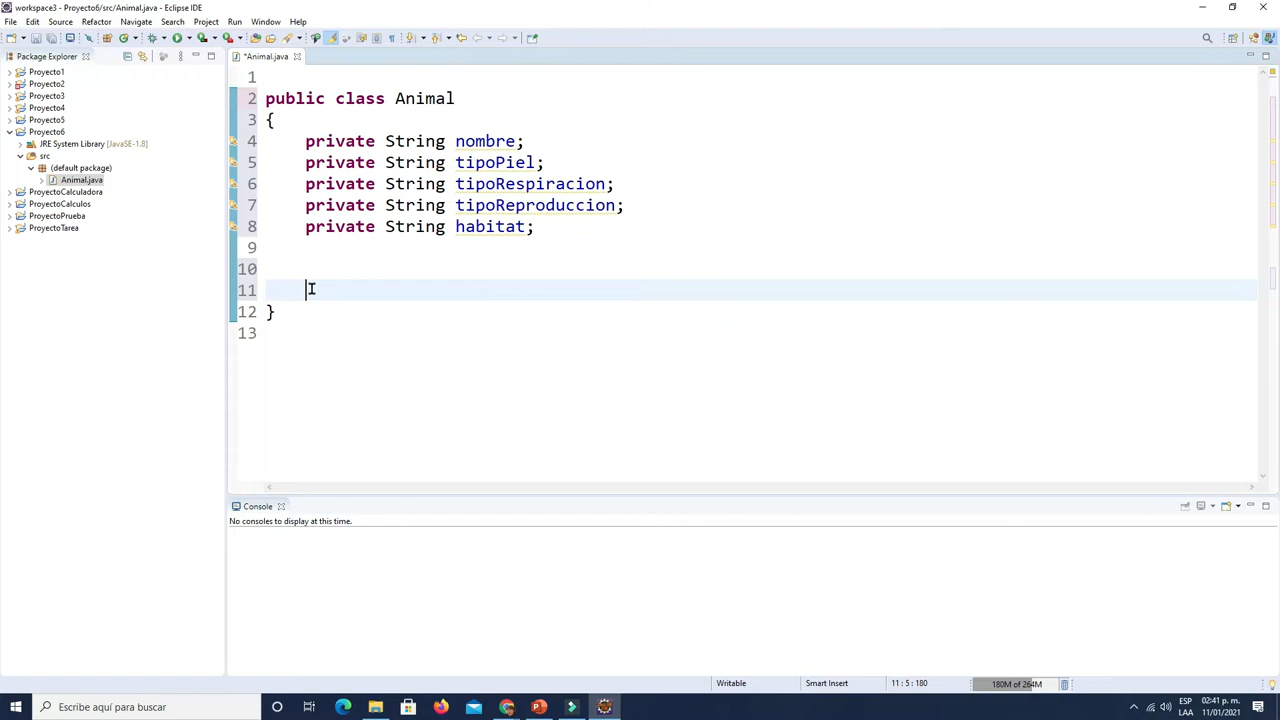 workspace3 - Proyecto6/src/Animal.java - Eclipse IDE
File Edit Source Refactor Navigate Search Project Run Window Help
Package Explorer
*Animal.java
Proyecto1
Proyecto2
Proyecto3
Proyecto4
Proyecto5
Proyecto6
JRE System Library [JavaSE-1.8]
src
(default package)
Animal.java
ProyectoCalculadora
ProyectoCalculos
ProyectoPrueba
ProyectoTarea
1
2 public class Animal
3 {
4 private String nombre;
5 private String tipoPiel;
6 private String tipoRespiracion;
7 private String tipoReproduccion;
8 private String habitat;
9
10
11
12 }
13
Console
No consoles to display at this time.
Writable Smart Insert 11 : 5 : 180 180M of 264M
Escribe aquí para buscar
ESP 02:41 p. m.
LAA 11/01/2021